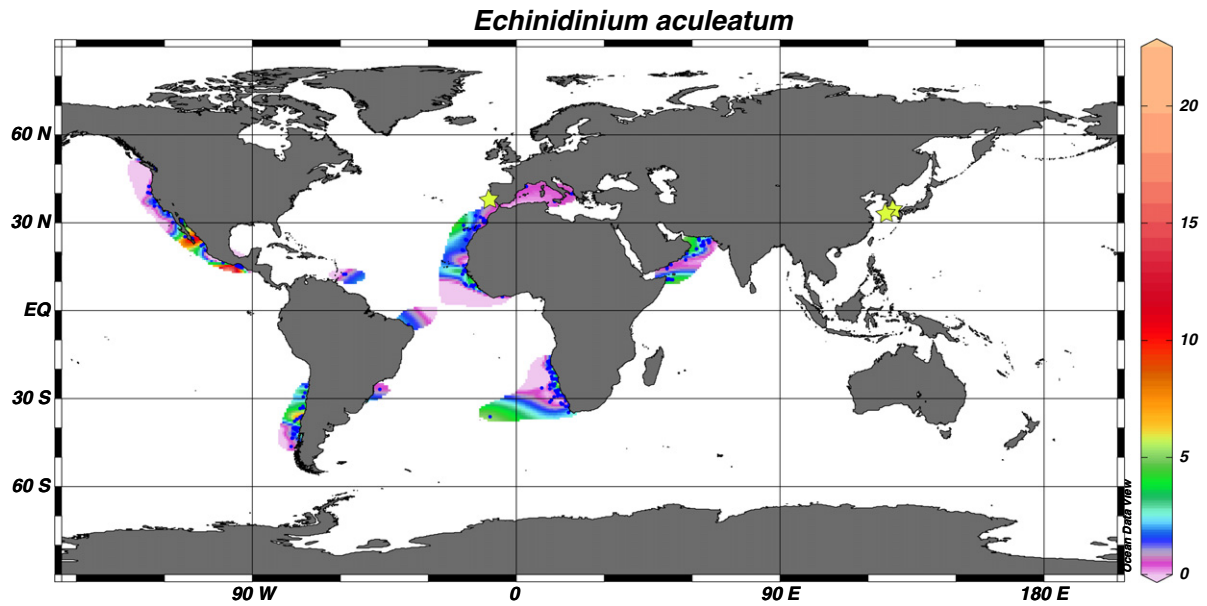 Echinidinium aculeatum
60 N
30 N
EQ
30 S
60 S
90 W
0
90 E
180 E
20
15
10
5
0
Ocean Data View